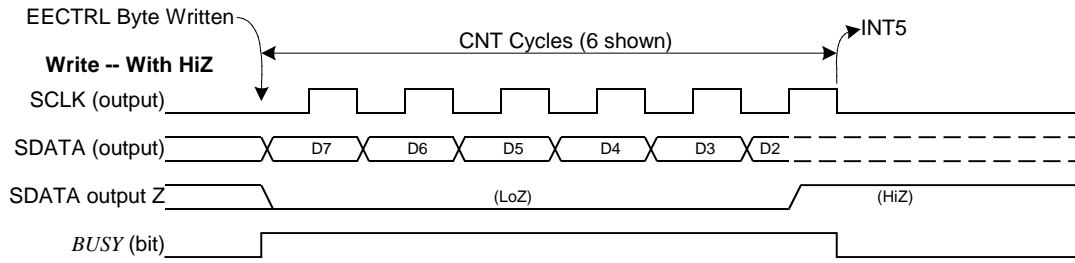 EECTRL Byte Written
INT5
CNT Cycles (6 shown)
Write -- With HiZ
SCLK (output)
SDATA (output)
D7 D6 D5 D4 D3 D2
SDATA output Z
(LoZ) (HiZ)
BUSY (bit)